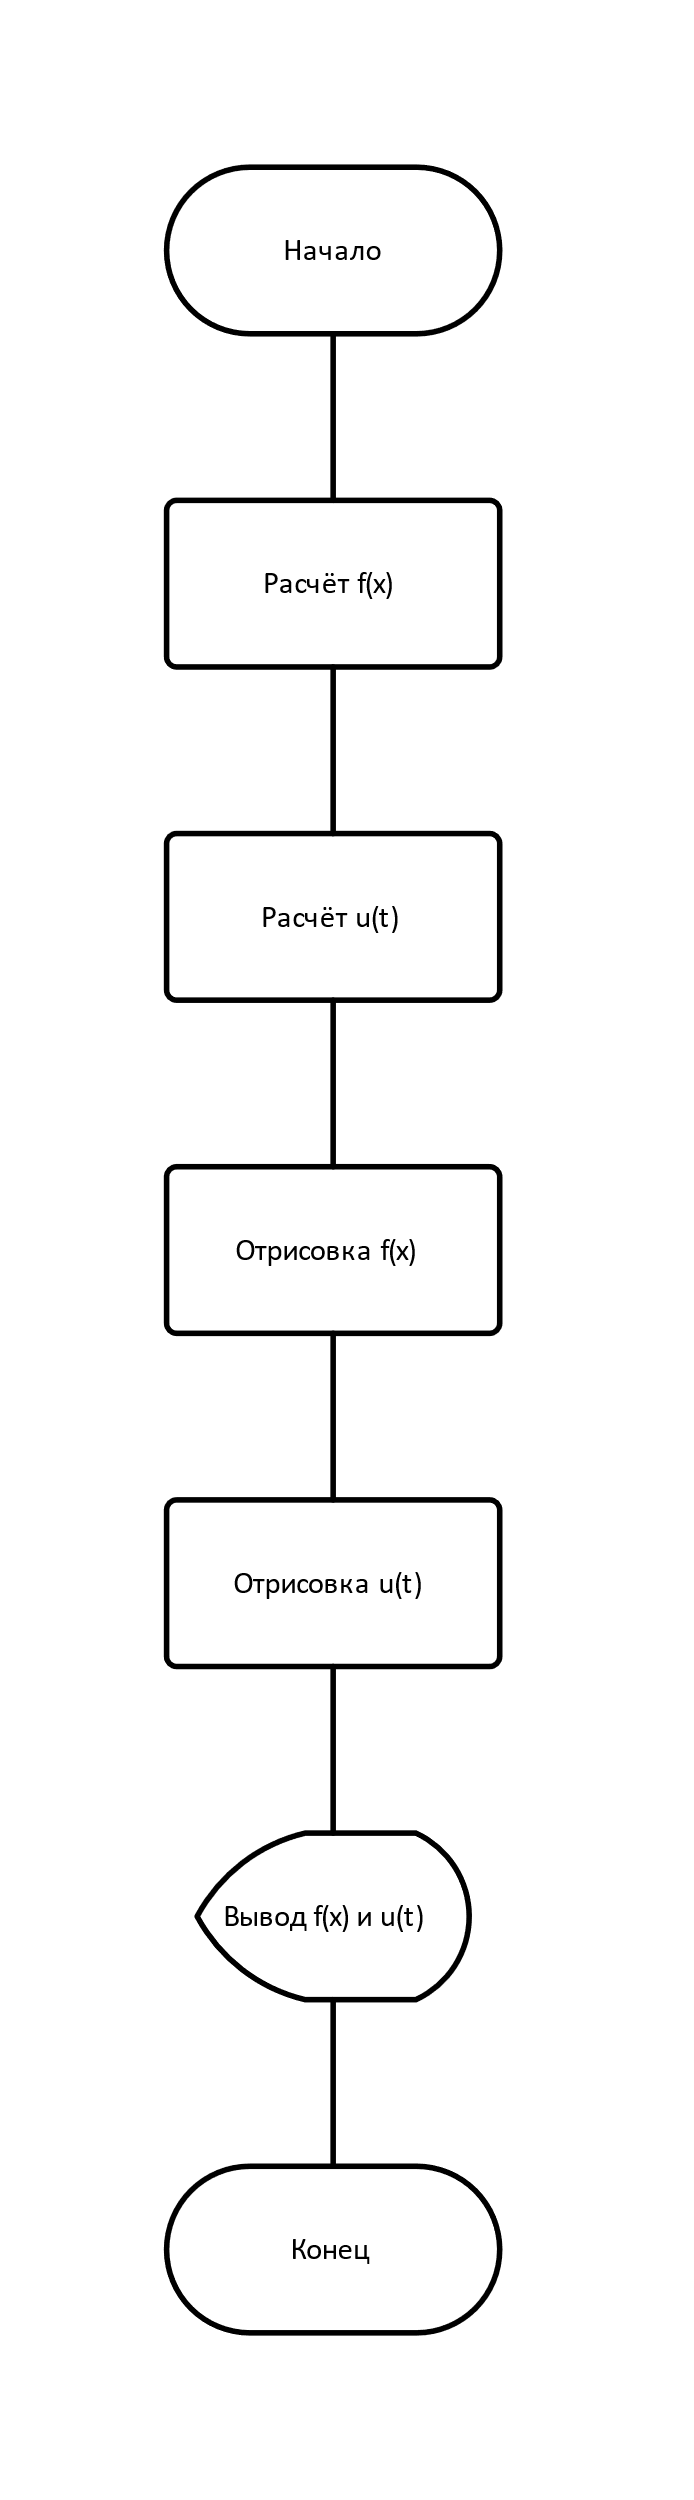 Начало
Расчёт f(x)
Расчёт u(t)
Отрисовка f(x)
Отрисовка u(t)
Вывод f(x) и u(t)
Конец